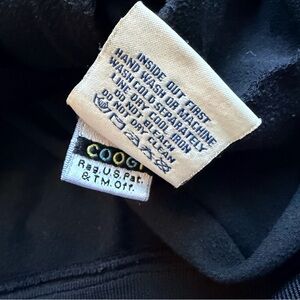 INSIDE OUT FIRST
HAND WASH OR MACHINE
WASH COLD SEPARATELY
LINE DRY COOL IRON
DO NOT BLEACH
DO NOT DRY CLEAN
COOGI
Reg.U.S.Pat.
& T.M.Off.